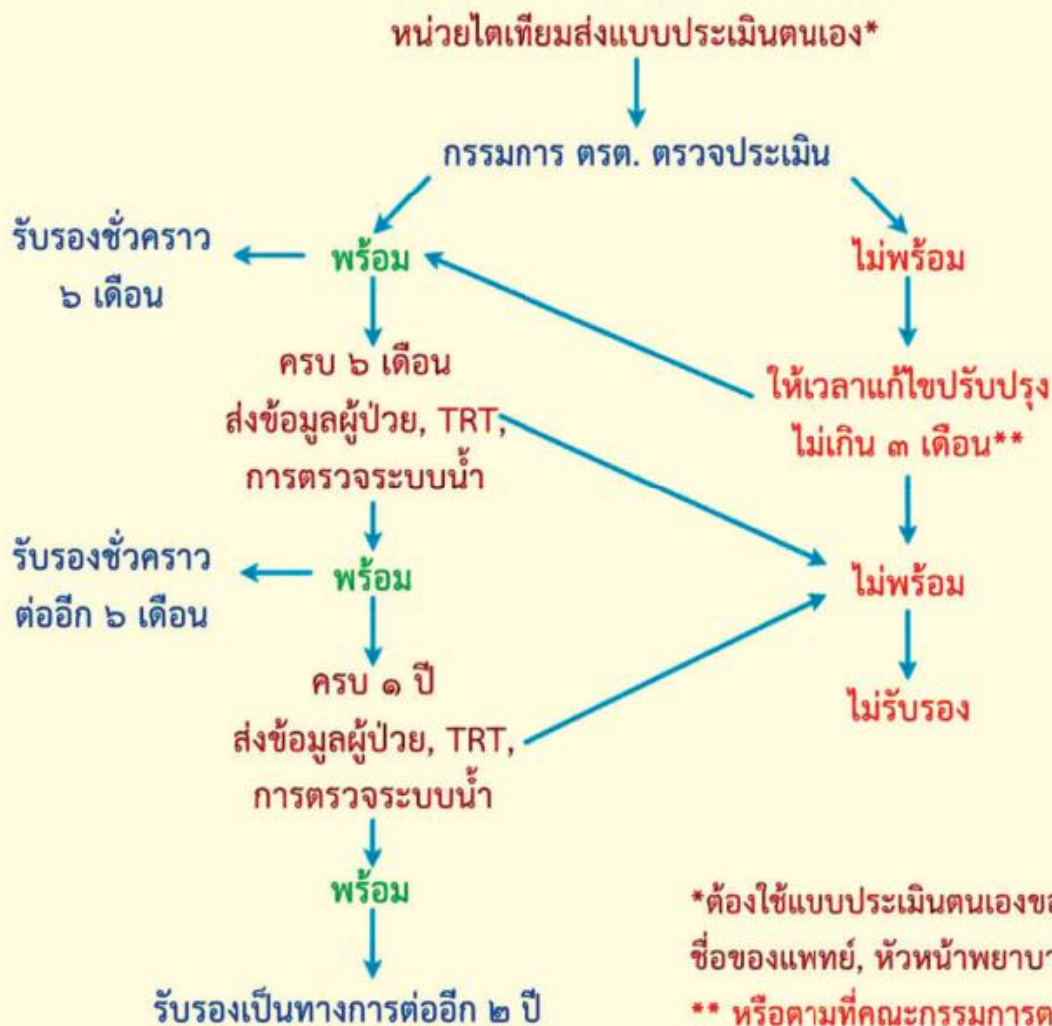 หน่วยไตเทียมส่งแบบประเมินตนเอง*
กรรมการ ตรต. ตรวจประเมิน
รับรองชั่วคราว
๖ เดือน
พร้อม
ไม่พร้อม
ครบ ๖ เดือน
ส่งข้อมูลผู้ป่วย, TRT,
การตรวจระบบน้ำ
ให้เวลาแก้ไขปรับปรุง
ไม่เกิน ๓ เดือน**
รับรองชั่วคราว
ต่ออีก ๖ เดือน
พร้อม
ไม่พร้อม
ครบ ๑ ปี
ส่งข้อมูลผู้ป่วย, TRT,
การตรวจระบบน้ำ
ไม่รับรอง
พร้อม
รับรองเป็นทางการต่ออีก ๒ ปี
*ต้องใช้แบบประเมินตนเอง
ชื่อของแพทย์, หัวหน้า
** หรือตามที่คณะกรรมการ